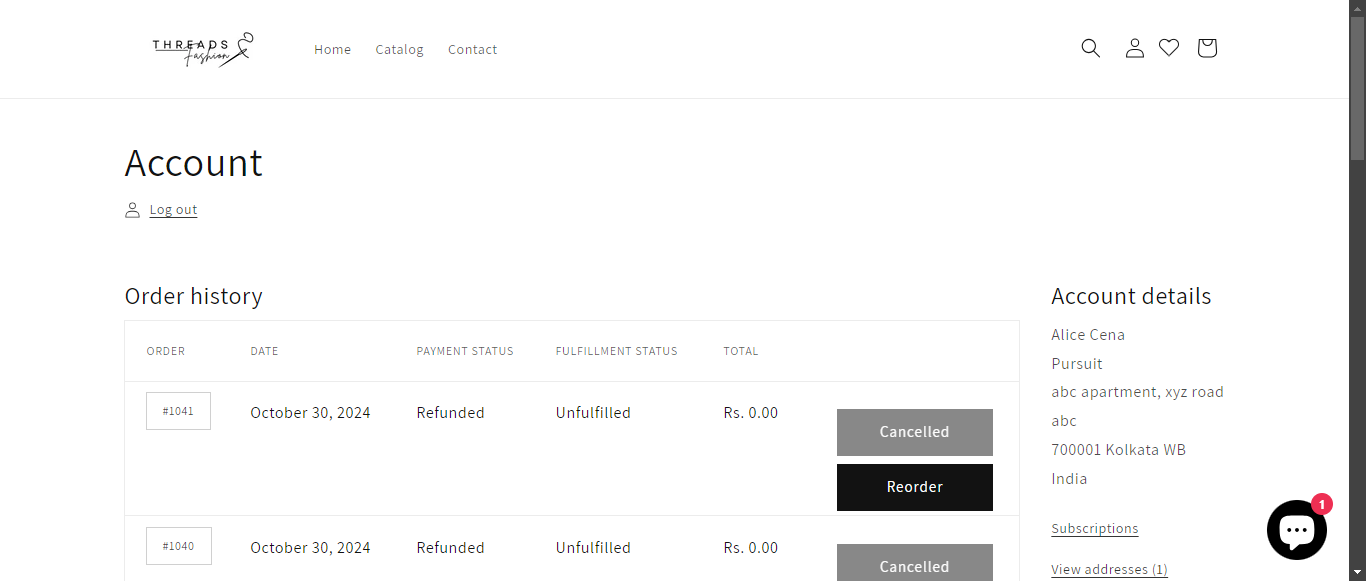 THREADS
Fashion
Home Catalog Contact
Account
Log out
Order history
ORDER DATE PAYMENT STATUS FULFILLMENT STATUS TOTAL
#1041 October 30, 2024 Refunded Unfulfilled Rs. 0.00
Cancelled
Reorder
#1040 October 30, 2024 Refunded Unfulfilled Rs. 0.00
Cancelled
Account details
Alice Cena
Pursuit
abc apartment, xyz road
abc
700001 Kolkata WB
India
Subscriptions
View addresses (1)
1